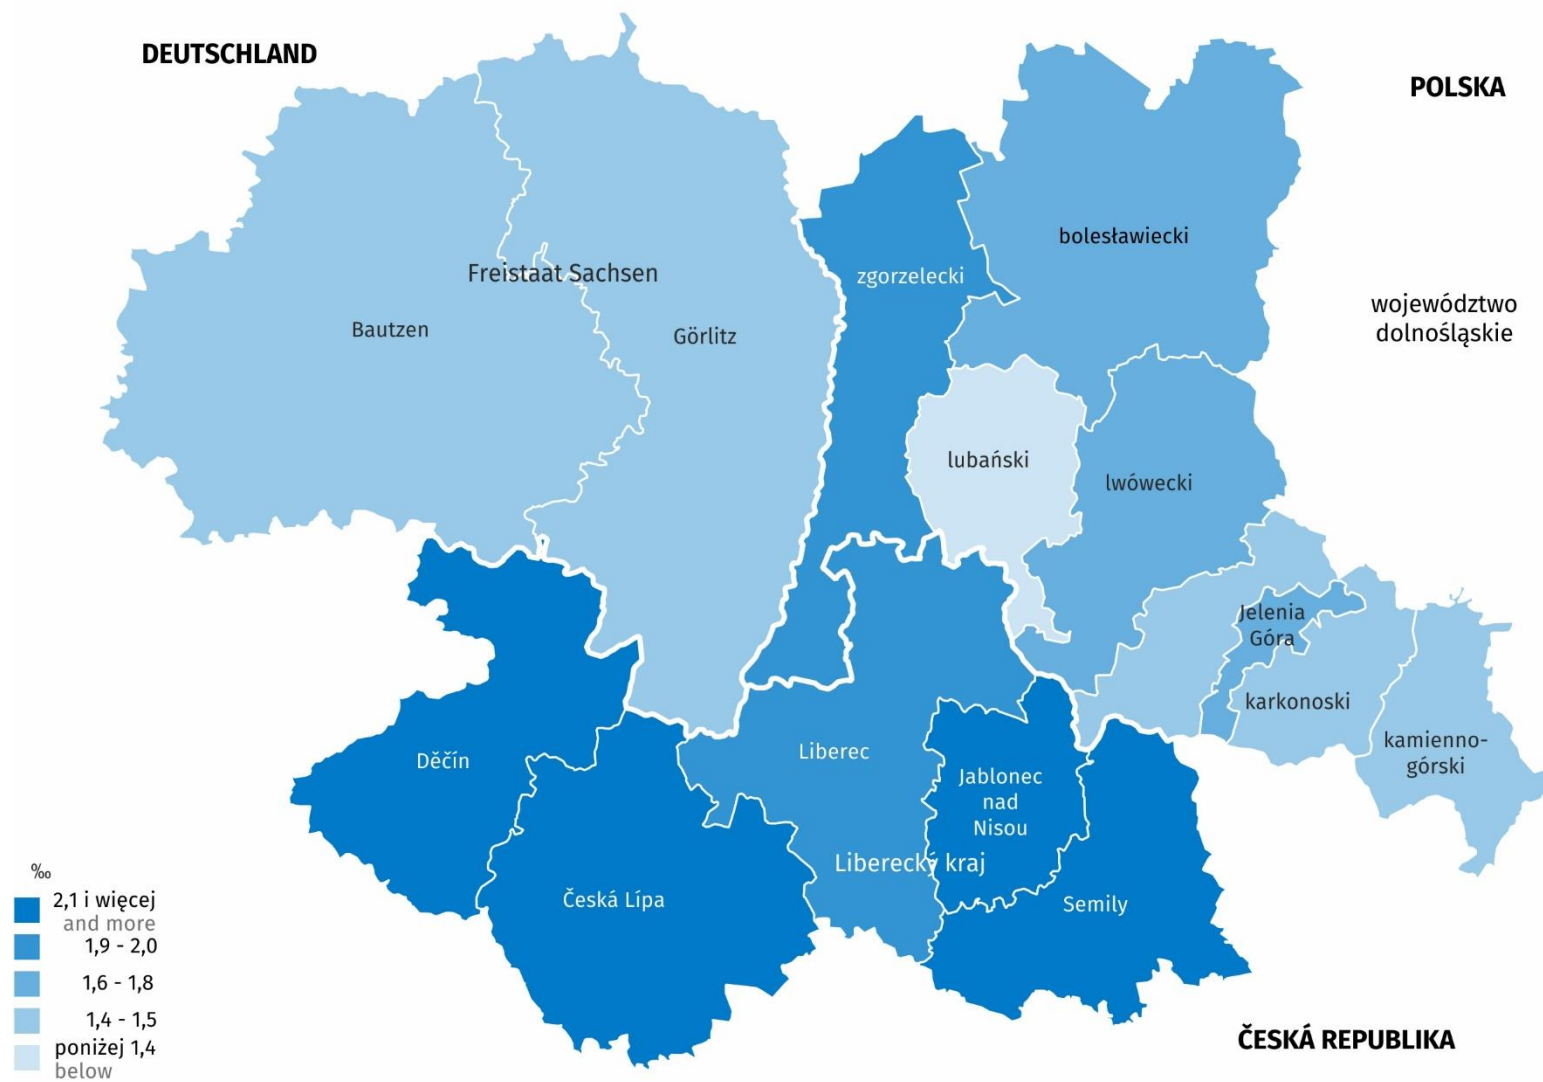 DEUTSCHLAND
POLSKA
bolesławiecki
zgorzelecki
Freistaat Sachsen
województwo
dolnośląskie
Bautzen
Görlitz
lubański
lwówecki
Jelenia
Góra
karkonoski
kamienno-
górski
Liberec
Děčín
Jablonec
nad
Nisou
Liberecký kraj
Česká Lípa
Semily
‰
2,1 i więcej
and more
1,9 - 2,0
1,6 - 1,8
1,4 - 1,5
poniżej 1,4
below
ČESKÁ REPUBLIKA